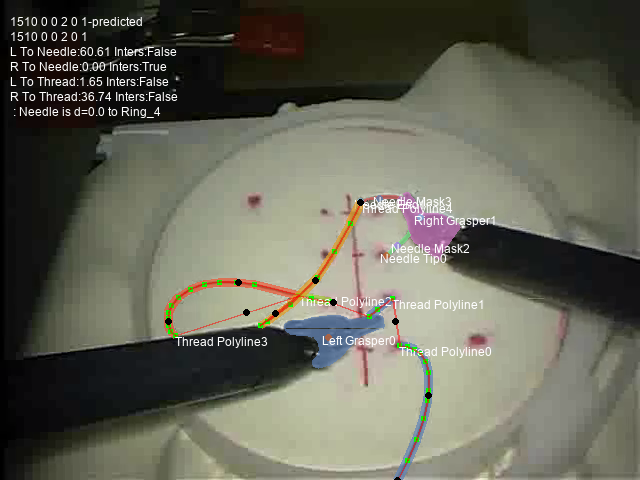 1510 0 0 2 0 1-predicted
1510 0 0 2 0 1
L To Needle:60.61 Inters:False
R To Needle:0.00 Inters:True
L To Thread:1.65 Inters:False
R To Thread:36.74 Inters:False
: Needle is d=0.0 to Ring_4
Needle Mask3
Thread Polyline4
Right Grasper1
Needle Mask2
Needle Tip0
Thread Polyline2
Thread Polyline1
Thread Polyline3
Left Grasper0
Thread Polyline0